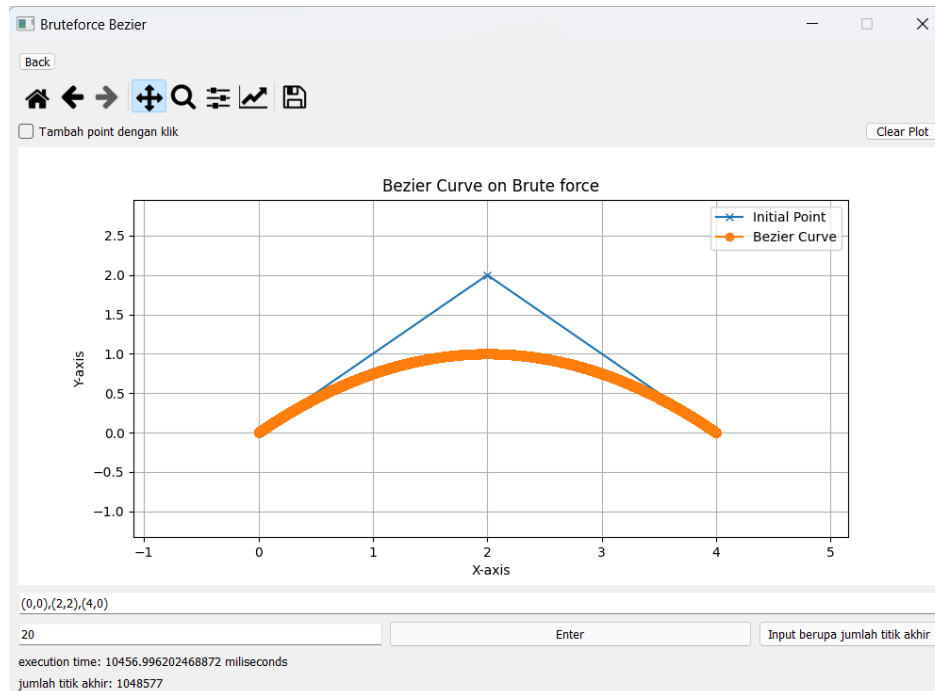 Bruteforce Bezier
Back
Tambah point dengan klik
Clear Plot
Bezier Curve on Brute force
Initial Point
Bezier Curve
2.5
2.0
1.5
1.0
0.5
0.0
−0.5
−1.0
Y-axis
−1 0 1 2 3 4 5
X-axis
(0,0),(2,2),(4,0)
20
Enter
Input berupa jumlah titik akhir
execution time: 10456.996202468872 miliseconds
jumlah titik akhir: 1048577